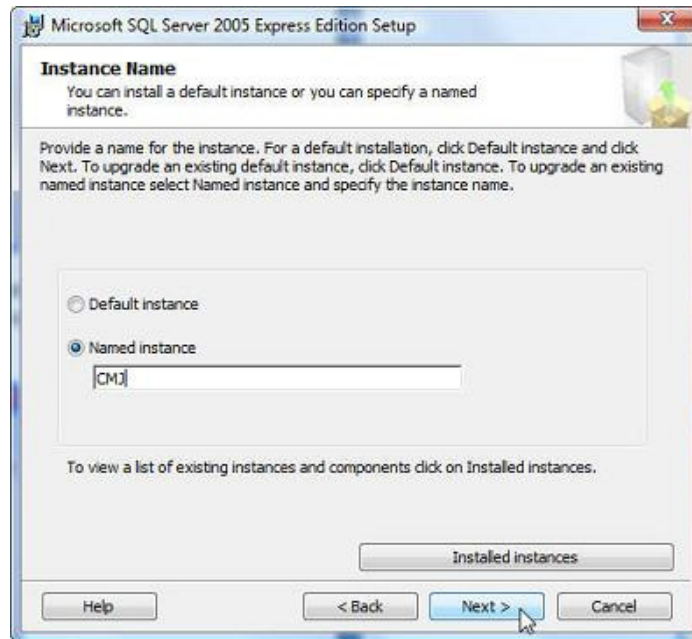 Microsoft SQL Server 2005 Express Edition Setup
Instance Name
You can install a default instance or you can specify a named
instance.
Provide a name for the instance. For a default installation, click Default instance and click
Next. To upgrade an existing default instance, click Default instance. To upgrade an existing
named instance select Named instance and specify the instance name.
Default instance
Named instance
CMJ
To view a list of existing instances and components click on Installed instances.
Installed instances
Help
< Back
Next >
Cancel